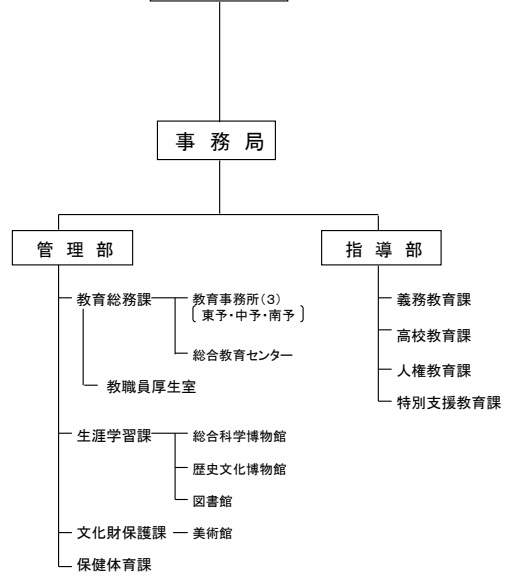 事務局
管理部
指導部
教育総務課
教育事務所(3)
〔東予・中予・南予〕
総合教育センター
教職員厚生室
生涯学習課
総合科学博物館
歴史文化博物館
図書館
文化財保護課
美術館
保健体育課
義務教育課
高校教育課
人権教育課
特別支援教育課